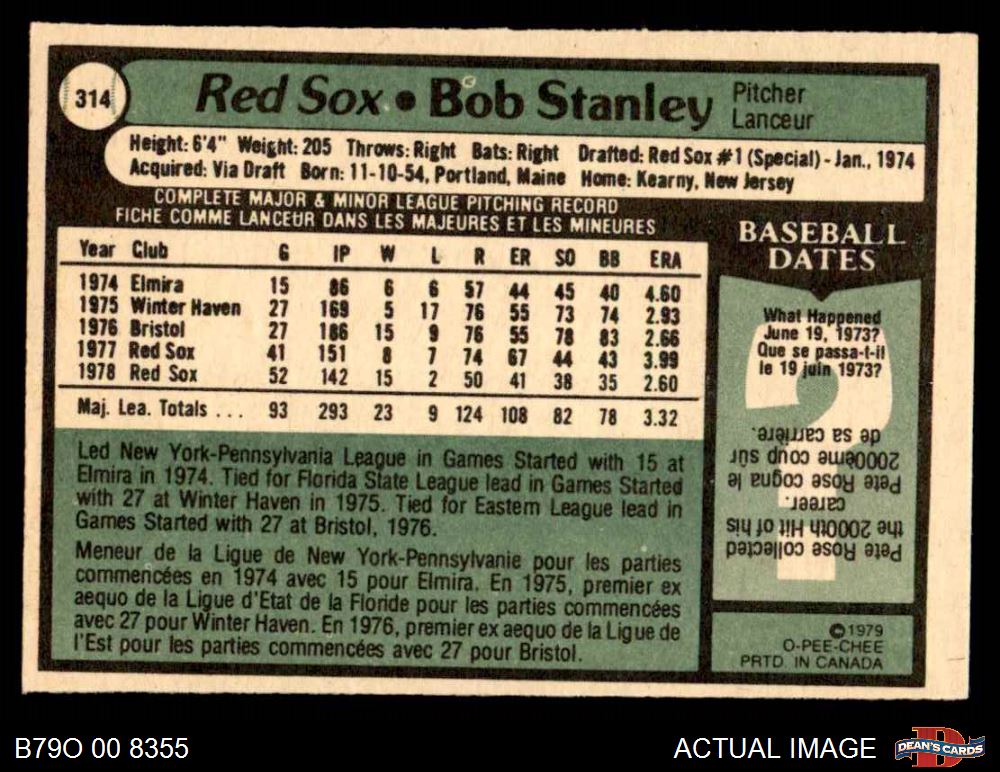 314
Red Sox • Bob Stanley
Pitcher
Lanceur
Height: 6'4" Weight: 205 Throws: Right Bats: Right Drafted: Red Sox #1 (Special) - Jan., 1974
Acquired: Via Draft Born: 11-10-54, Portland, Maine Home: Kearny, New Jersey
COMPLETE MAJOR & MINOR LEAGUE PITCHING RECORD
FICHE COMME LANCEUR DANS LES MAJEURES ET LES MINEURES
Year Club G IP W L R ER SO BB ERA
1974 Elmira 15 86 6 6 57 44 45 40 4.60
1975 Winter Haven 27 169 5 17 76 55 73 74 2.93
1976 Bristol 27 186 15 9 76 55 78 83 2.66
1977 Red Sox 41 151 8 7 74 67 44 43 3.99
1978 Red Sox 52 142 15 2 50 41 38 35 2.60
Maj. Lea. Totals ... 93 293 23 9 124 108 82 78 3.32
Led New York-Pennsylvania League in Games Started with 15 at
Elmira in 1974. Tied for Florida State League lead in Games Started
with 27 at Winter Haven in 1975. Tied for Eastern League lead in
Games Started with 27 at Bristol, 1976.
Meneur de la Ligue de New York-Pennsylvanie pour les parties
commencées en 1974 avec 15 pour Elmira. En 1975, premier ex
aequo de la Ligue d'Etat de la Floride pour les parties commencées
avec 27 pour Winter Haven. En 1976, premier ex aequo de la Ligue de
l'Est pour les parties commencées avec 27 pour Bristol.
BASEBALL
DATES
What Happened
June 19, 1973?
Que se passa-t-il
le 19 juin 1973?
Pete Rose collected
the 2000th Hit of his
career.
Pete Rose cogna le
2000ème coup sûr
de sa carrière.
©1979
O-PEE-CHEE
PRTD. IN CANADA
B79O 00 8355
ACTUAL IMAGE
D
DEAN'S CARDS